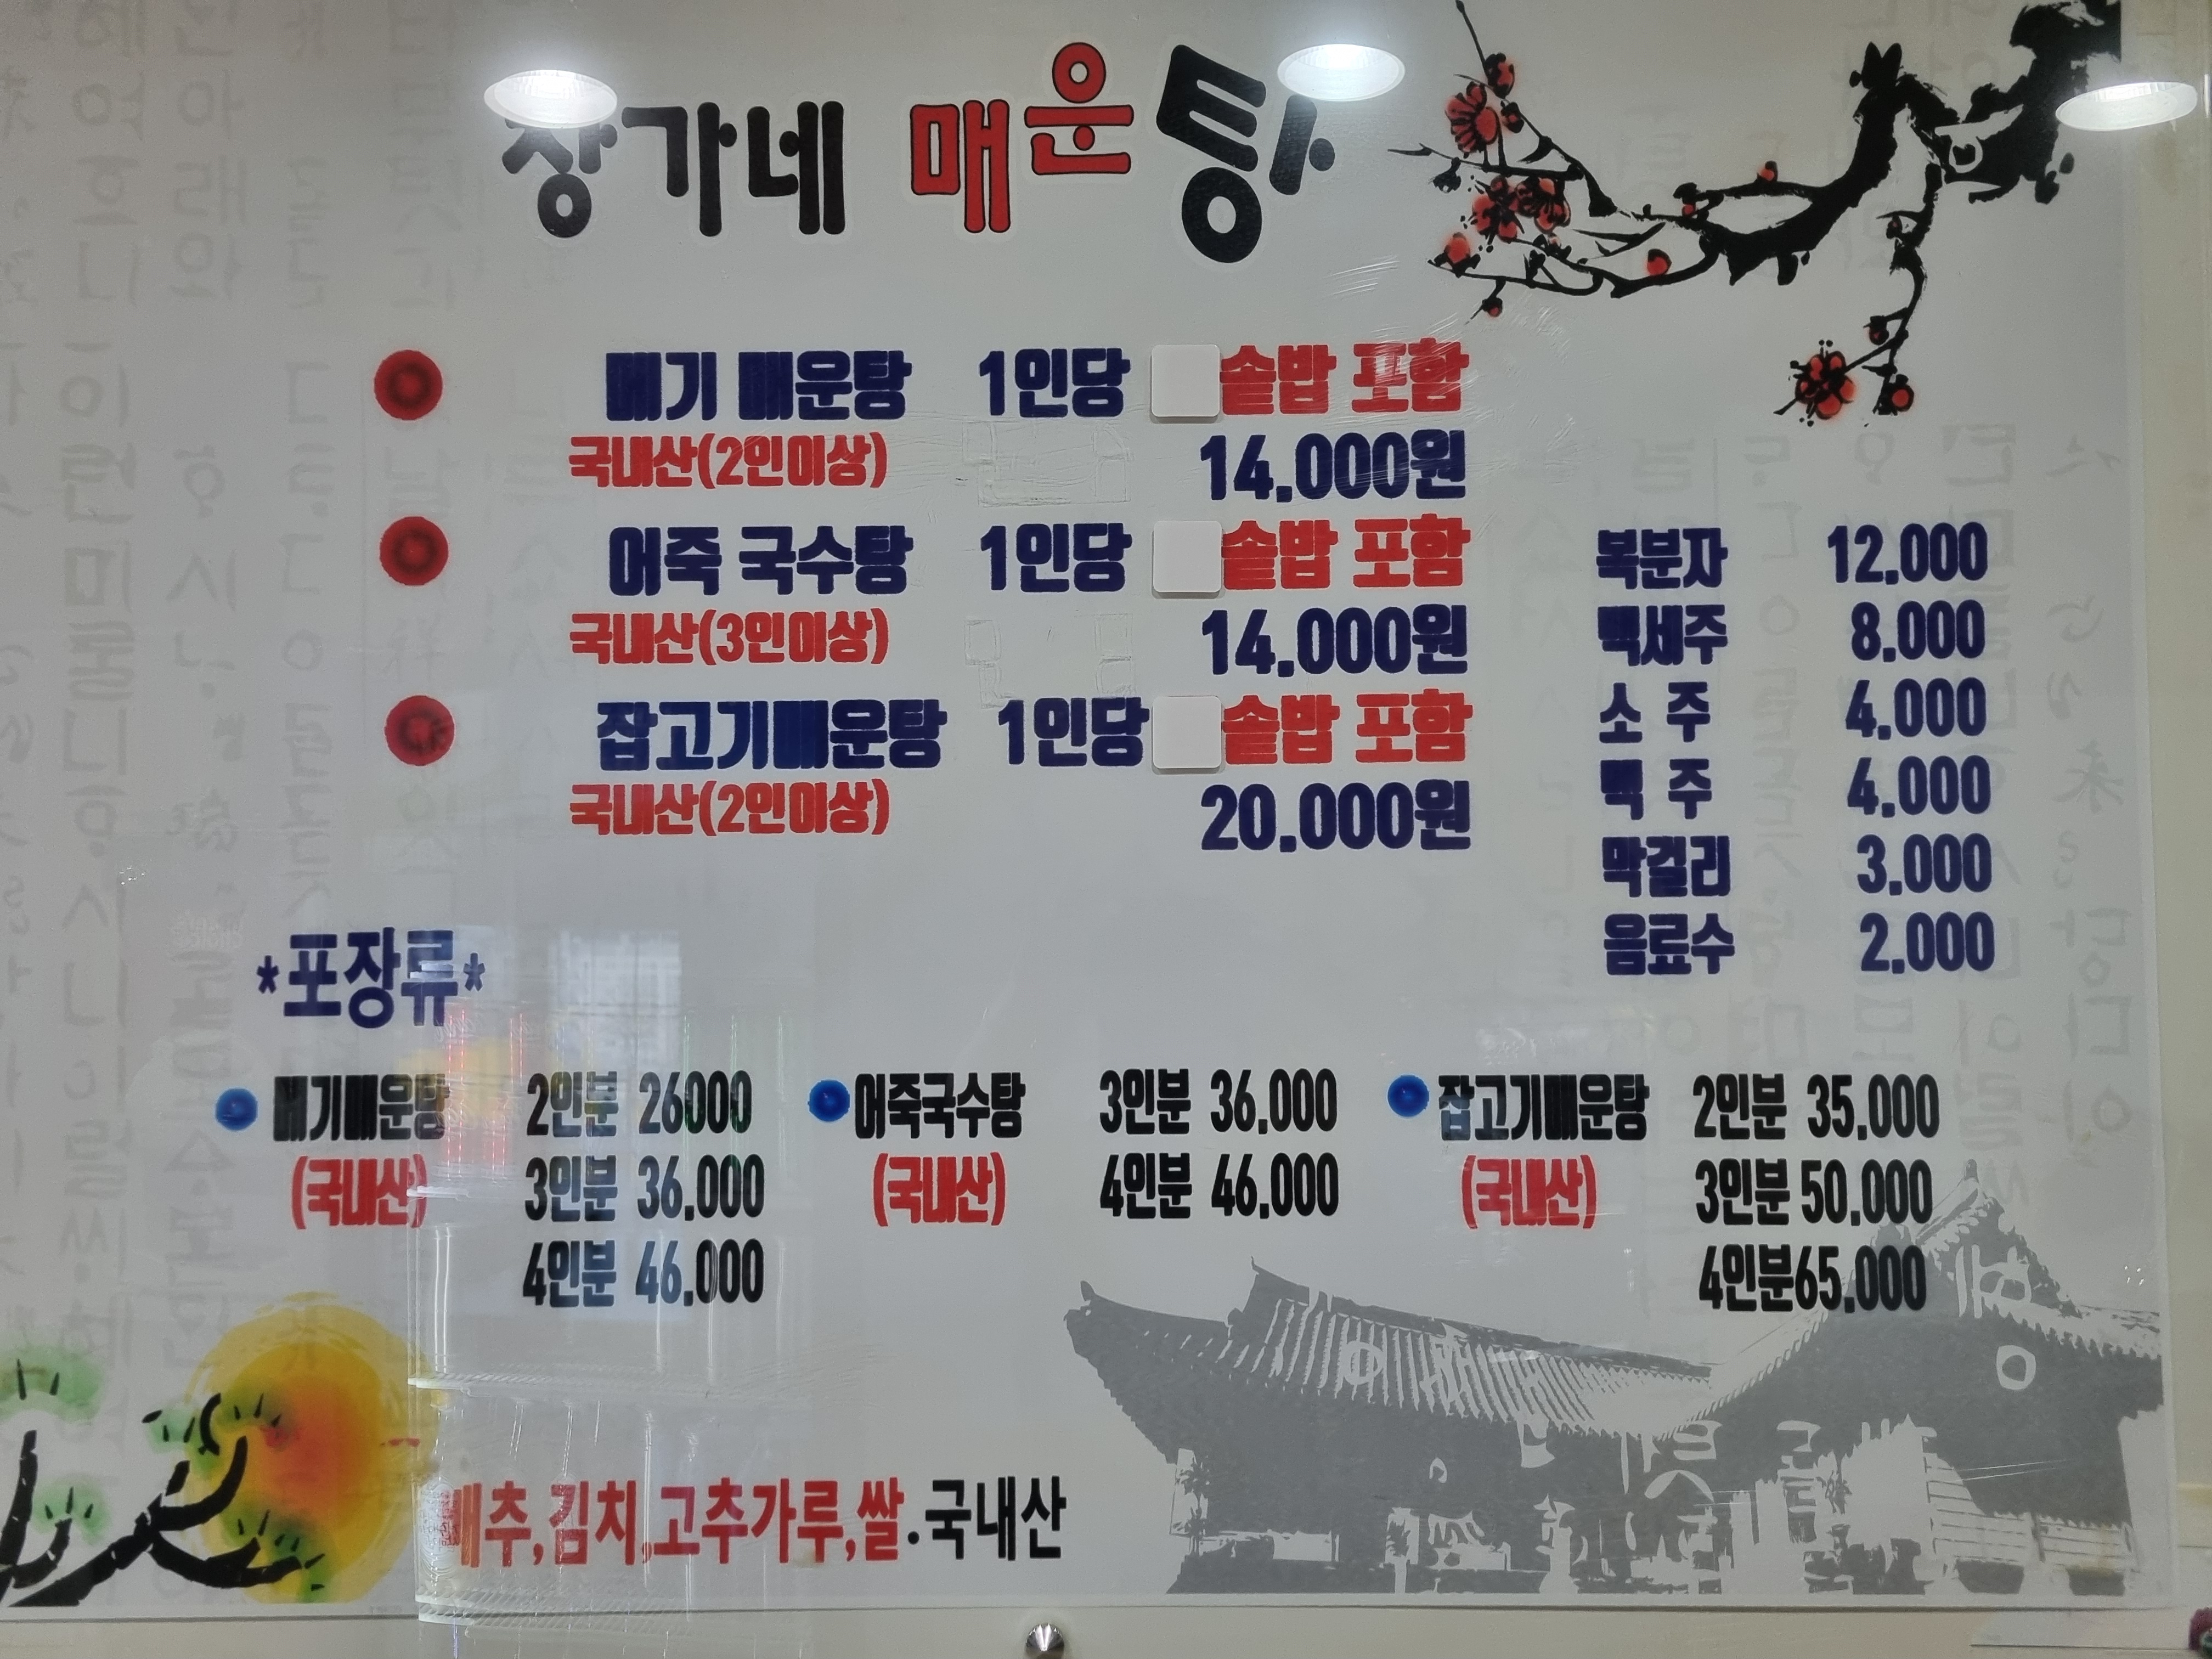 장가네 매운탕
메기 매운탕 1인당 솥밥 포함
국내산(2인이상) 14.000원
어죽 국수탕 1인당 솥밥 포함
국내산(3인이상) 14.000원
잡고기매운탕 1인당 솥밥 포함
국내산(2인이상) 20.000원
복분자 12.000
백세주 8.000
소 주 4.000
맥 주 4.000
막걸리 3.000
음료수 2.000
*포장류*
메기매운탕 2인분 26000
(국내산) 3인분 36.000
4인분 46.000
어죽국수탕 3인분 36.000
(국내산) 4인분 46.000
잡고기매운탕 2인분 35.000
(국내산) 3인분 50.000
4인분65.000
배추,김치,고추가루,쌀.국내산